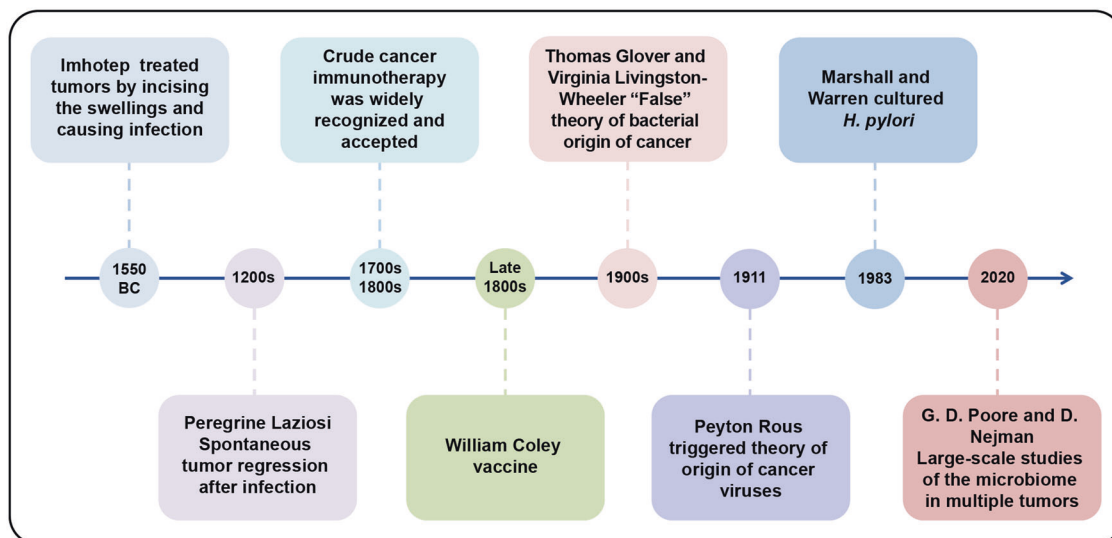 Imhotep treated
tumors by incising
the swellings and
causing infection
Crude cancer
immunotherapy
was widely
recognized and
accepted
Thomas Glover and
Virginia Livingston-
Wheeler “False”
theory of bacterial
origin of cancer
Marshall and
Warren cultured
H. pylori
1550
BC
1200s
1700s
1800s
Late
1800s
1900s
1911
1983
2020
Peregrine Laziosi
Spontaneous
tumor regression
after infection
William Coley
vaccine
Peyton Rous
triggered theory of
origin of cancer
viruses
G. D. Poore and D.
Nejman
Large-scale studies
of the microbiome
in multiple tumors